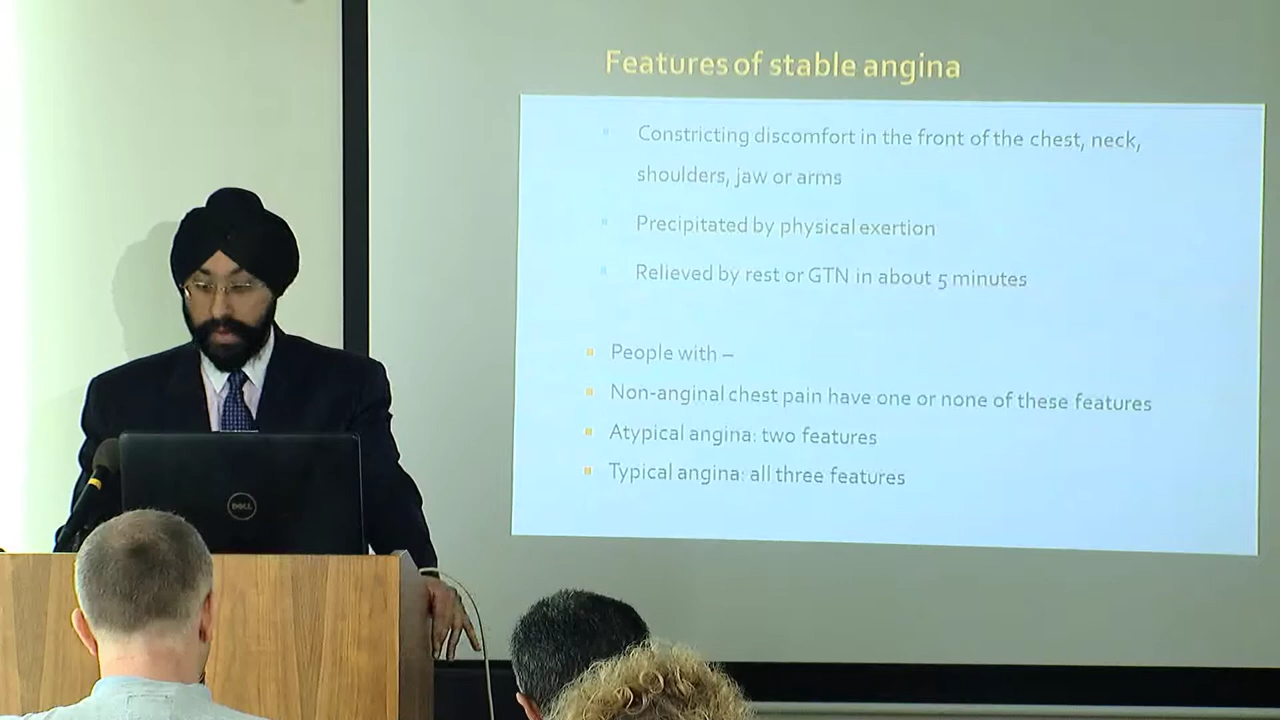 Features of stable angina
Constricting discomfort in the front of the chest, neck,
shoulders, jaw or arms
Precipitated by physical exertion
Relieved by rest or GTN in about 5 minutes
People with –
Non-anginal chest pain have one or none of these features
Atypical angina: two features
Typical angina: all three features
DELL